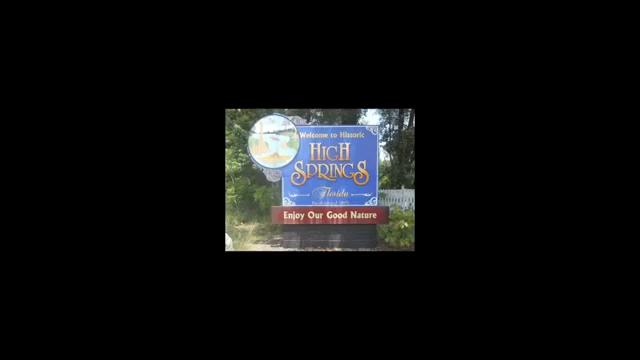 Welcome to Historic
HIGH
SPRINGS
Florida
Enjoy Our Good Nature